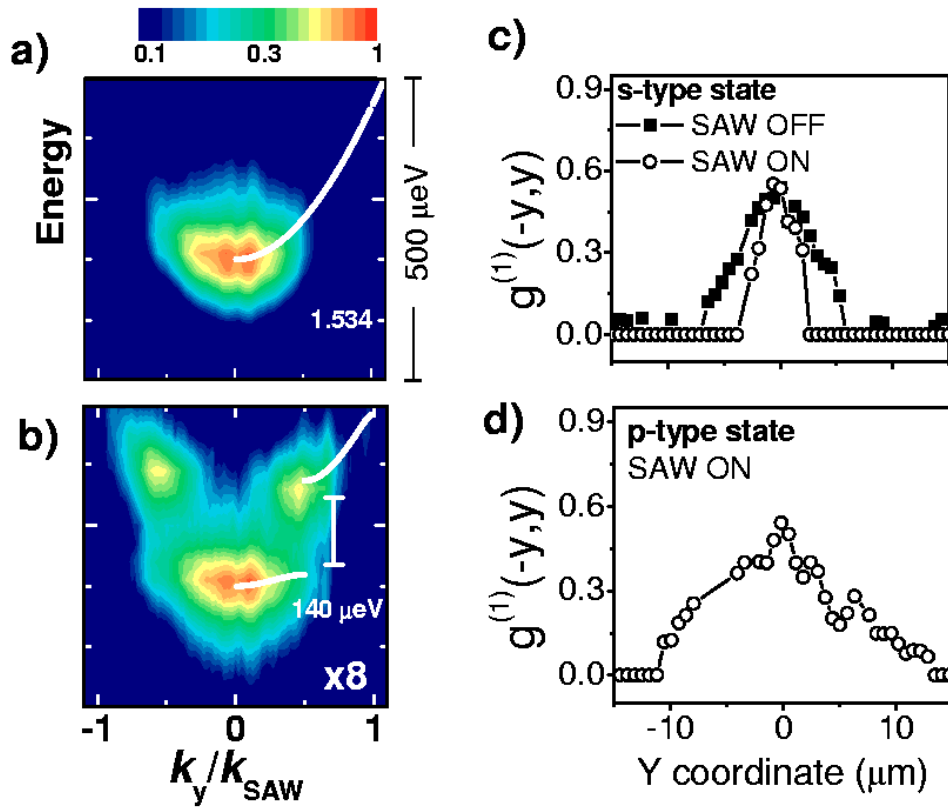 0.1 0.3 1
a)
Energy
1.534
500 µeV
b)
140 µeV
x8
-1 0 1
k_y/k_SAW
c)
0.9
0.6
0.3
0.0
g^(1)(-y,y)
s-type state
SAW OFF
SAW ON
d)
0.9
0.6
0.3
0.0
g^(1)(-y,y)
p-type state
SAW ON
-10 0 10
Y coordinate (µm)